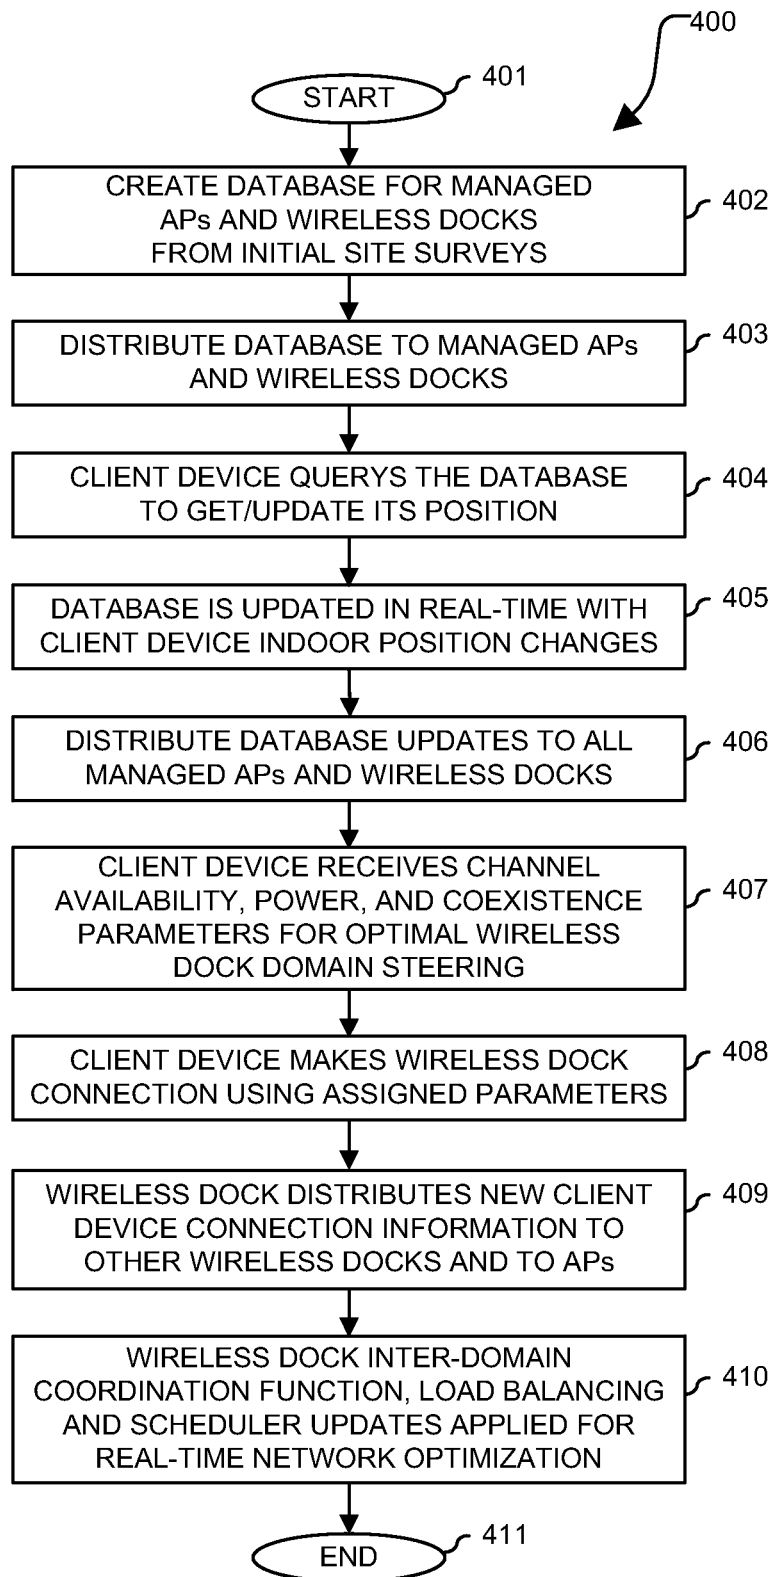 400
START
401
CREATE DATABASE FOR MANAGED
APs AND WIRELESS DOCKS
FROM INITIAL SITE SURVEYS
402
DISTRIBUTE DATABASE TO MANAGED APs
AND WIRELESS DOCKS
403
CLIENT DEVICE QUERYS THE DATABASE
TO GET/UPDATE ITS POSITION
404
DATABASE IS UPDATED IN REAL-TIME WITH
CLIENT DEVICE INDOOR POSITION CHANGES
405
DISTRIBUTE DATABASE UPDATES TO ALL
MANAGED APs AND WIRELESS DOCKS
406
CLIENT DEVICE RECEIVES CHANNEL
AVAILABILITY, POWER, AND COEXISTENCE
PARAMETERS FOR OPTIMAL WIRELESS
DOCK DOMAIN STEERING
407
CLIENT DEVICE MAKES WIRELESS DOCK
CONNECTION USING ASSIGNED PARAMETERS
408
WIRELESS DOCK DISTRIBUTES NEW CLIENT
DEVICE CONNECTION INFORMATION TO
OTHER WIRELESS DOCKS AND TO APs
409
WIRELESS DOCK INTER-DOMAIN
COORDINATION FUNCTION, LOAD BALANCING
AND SCHEDULER UPDATES APPLIED FOR
REAL-TIME NETWORK OPTIMIZATION
410
END
411